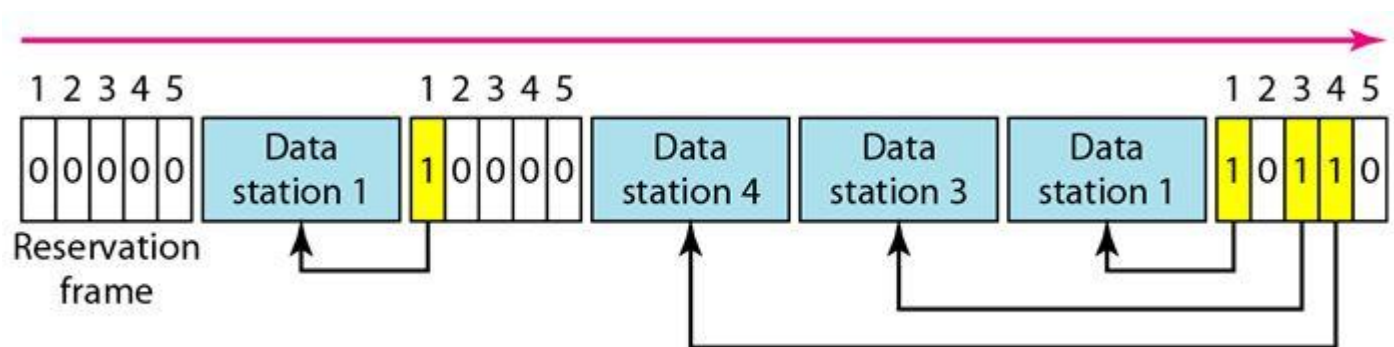 1 2 3 4 5 1 2 3 4 5 1 2 3 4 5
0 0 0 0 0 Data station 1 1 0 0 0 0 Data station 4 Data station 3 Data station 1 1 0 1 1 0
Reservation
frame